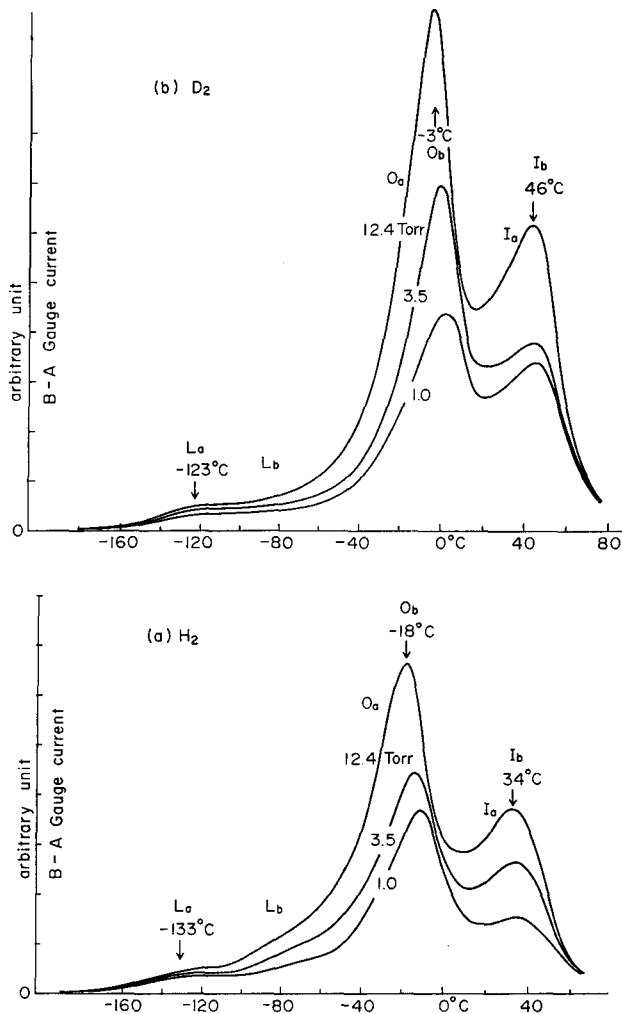 (b) D2
-3°C
Ob
Oa
Ib
46°C
Ia
12.4 Torr
3.5
1.0
La
-123°C
Lb
arbitrary unit
B-A Gauge current
0
-160 -120 -80 -40 0°C 40 80
(a) H2
Ob
-18°C
Oa
12.4 Torr
Ib
34°C
Ia
3.5
1.0
La
-133°C
Lb
arbitrary unit
B-A Gauge current
0
-160 -120 -80 -40 0°C 40